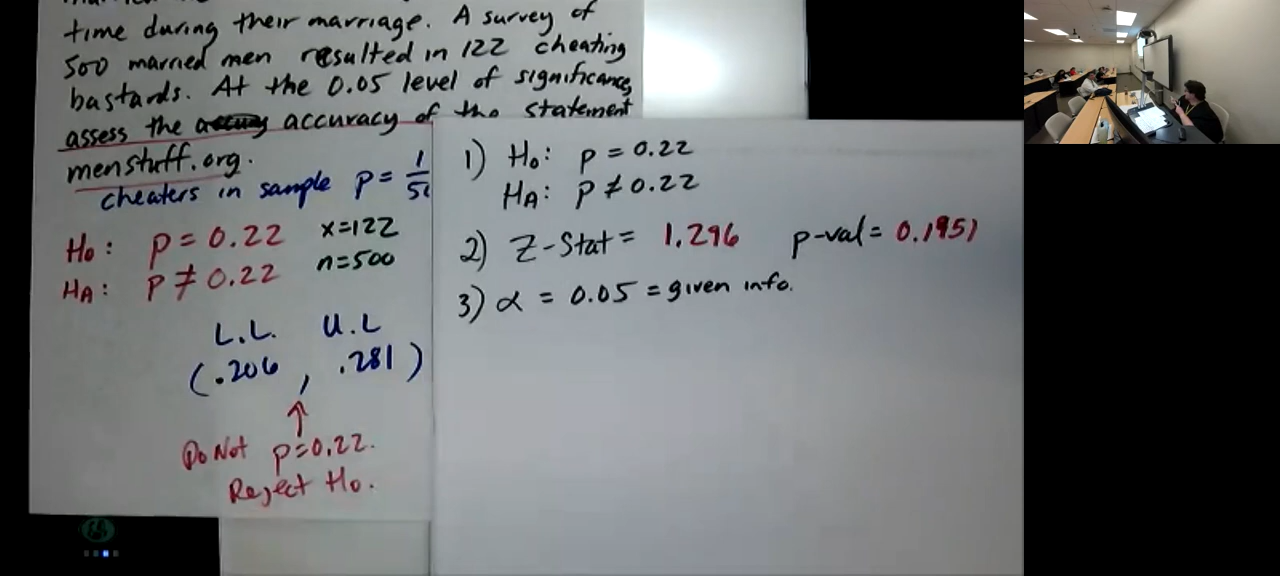 time during their marriage. A survey of
500 married men resulted in 122 cheating
bastards. At the 0.05 level of significance,
assess the accuracy of the statement
menstuff.org.
cheaters in sample p = 1
H₀: p = 0.22 x=122
Hᴀ: p ≠ 0.22 n=500
L.L. U.L
(.206 , .281)
↑
Do Not p=0.22.
Reject H₀.
1) H₀: p = 0.22
Hᴀ: p ≠ 0.22
2) Z-Stat = 1.296 p-val = 0.1951
3) α = 0.05 = given info.